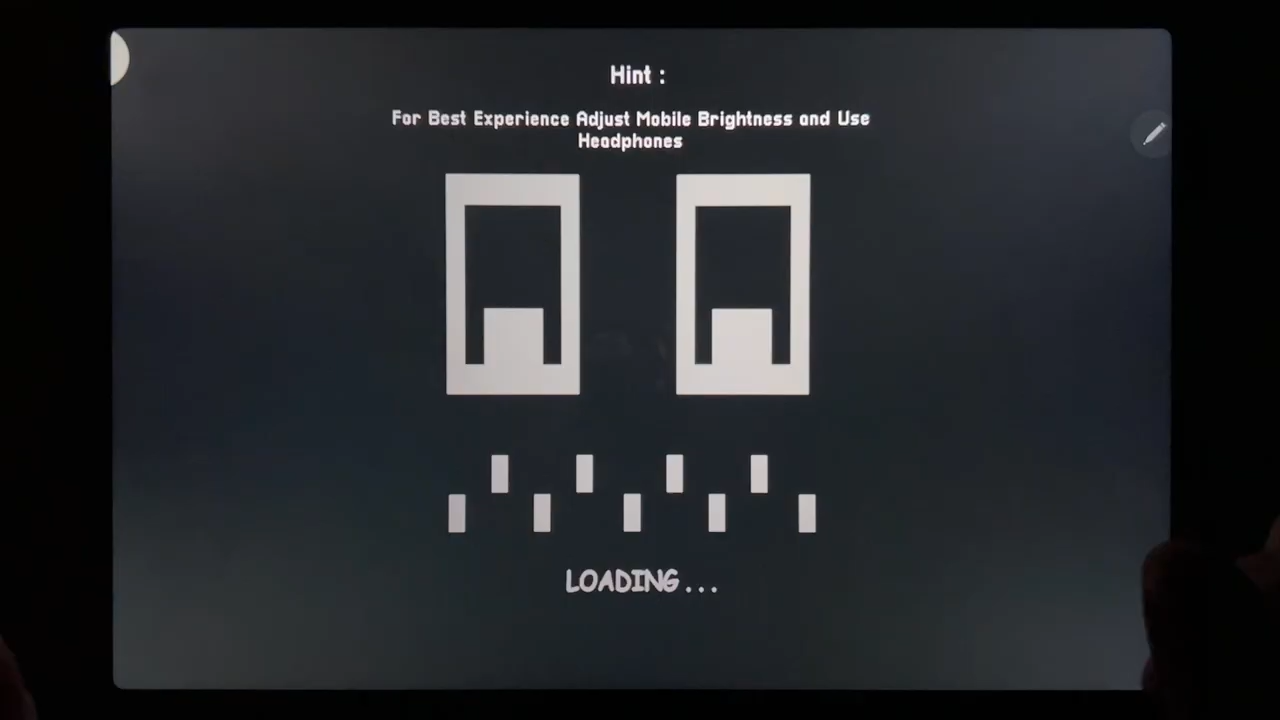 Hint :
For Best Experience Adjust Mobile Brightness and Use
Headphones
LOADING...